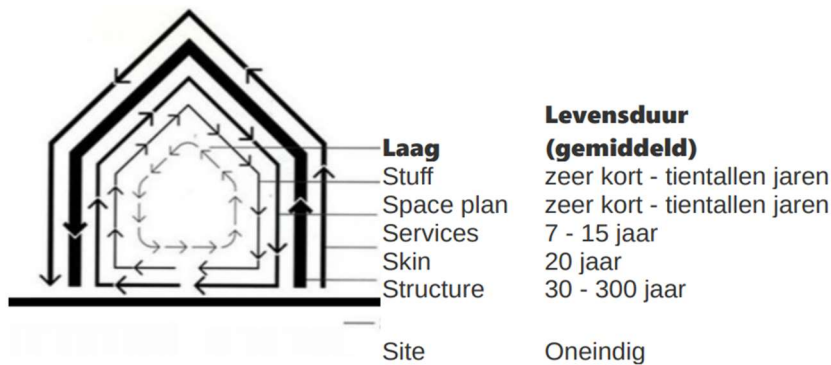 Laag Levensduur (gemiddeld)
Stuff zeer kort - tientallen jaren
Space plan zeer kort - tientallen jaren
Services 7 - 15 jaar
Skin 20 jaar
Structure 30 - 300 jaar
Site Oneindig